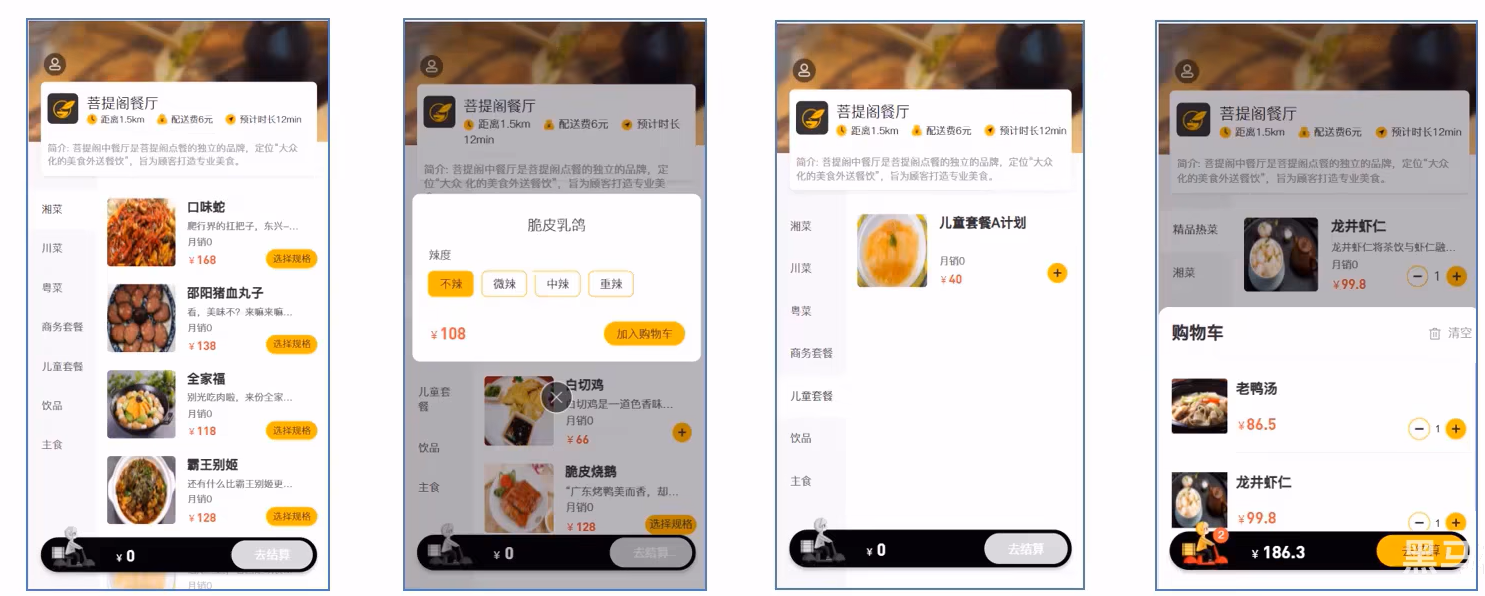 菩提阁餐厅
距离1.5km 配送费6元 预计时长12min
简介: 菩提阁中餐厅是菩提阁点餐的独立的品牌，定位“大众
化的美食外送餐饮”，旨为顾客打造专业美食。
湘菜
川菜
粤菜
商务套餐
儿童套餐
饮品
主食
口味蛇
爬行界的扛把子，东兴-...
月销0
¥168
选择规格
邵阳猪血丸子
看，美味不？来嘛来嘛...
月销0
¥138
选择规格
全家福
别光吃肉啦，来份全家...
月销0
¥118
选择规格
霸王别姬
还有什么比霸王别姬更...
月销0
¥128
选择规格
月销0
¥0
去结算
菩提阁餐厅
距离1.5km 配送费6元 预计时长
12min
简介: 菩提阁中餐厅是菩提阁点餐的独立的品牌，定
位“大众 化的美食外送餐饮”，旨为顾客打造专业美
脆皮乳鸽
辣度
不辣 微辣 中辣 重辣
¥108
加入购物车
儿童套
餐
饮品
主食
白切鸡
白切鸡是一道色香味...
月销0
¥66
脆皮烧鹅
“广东烤鸭美而香，却...
月销0
¥128
选择规格
¥0
去结算...
菩提阁餐厅
距离1.5km 配送费6元 预计时长12min
简介: 菩提阁中餐厅是菩提阁点餐的独立的品牌，定位“大众
化的美食外送餐饮”，旨为顾客打造专业美食。
湘菜
川菜
粤菜
商务套餐
儿童套餐
饮品
主食
儿童套餐A计划
月销0
¥40
¥0
去结算
菩提阁餐厅
距离1.5km 配送费6元 预计时长12min
简介: 菩提阁中餐厅是菩提阁点餐的独立的品牌，定位“大众
化的美食外送餐饮”，旨为顾客打造专业美食。
精品热菜
湘菜
龙井虾仁
龙井虾仁将茶饮与虾仁融...
月销0
¥99.8
1
购物车
清空
老鸭汤
¥86.5
1
龙井虾仁
¥99.8
1
2
¥186.3